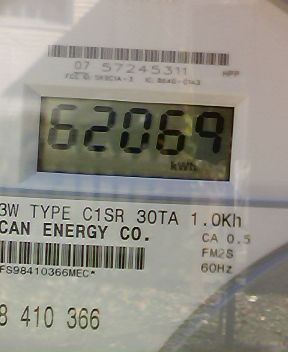 07 57245311
HPP
62069
kWh
3W TYPE C1SR 30TA 1.0Kh
CAN ENERGY CO.
CA 0.5
FM2S
60Hz
FS98410366MEC*
8 410 366